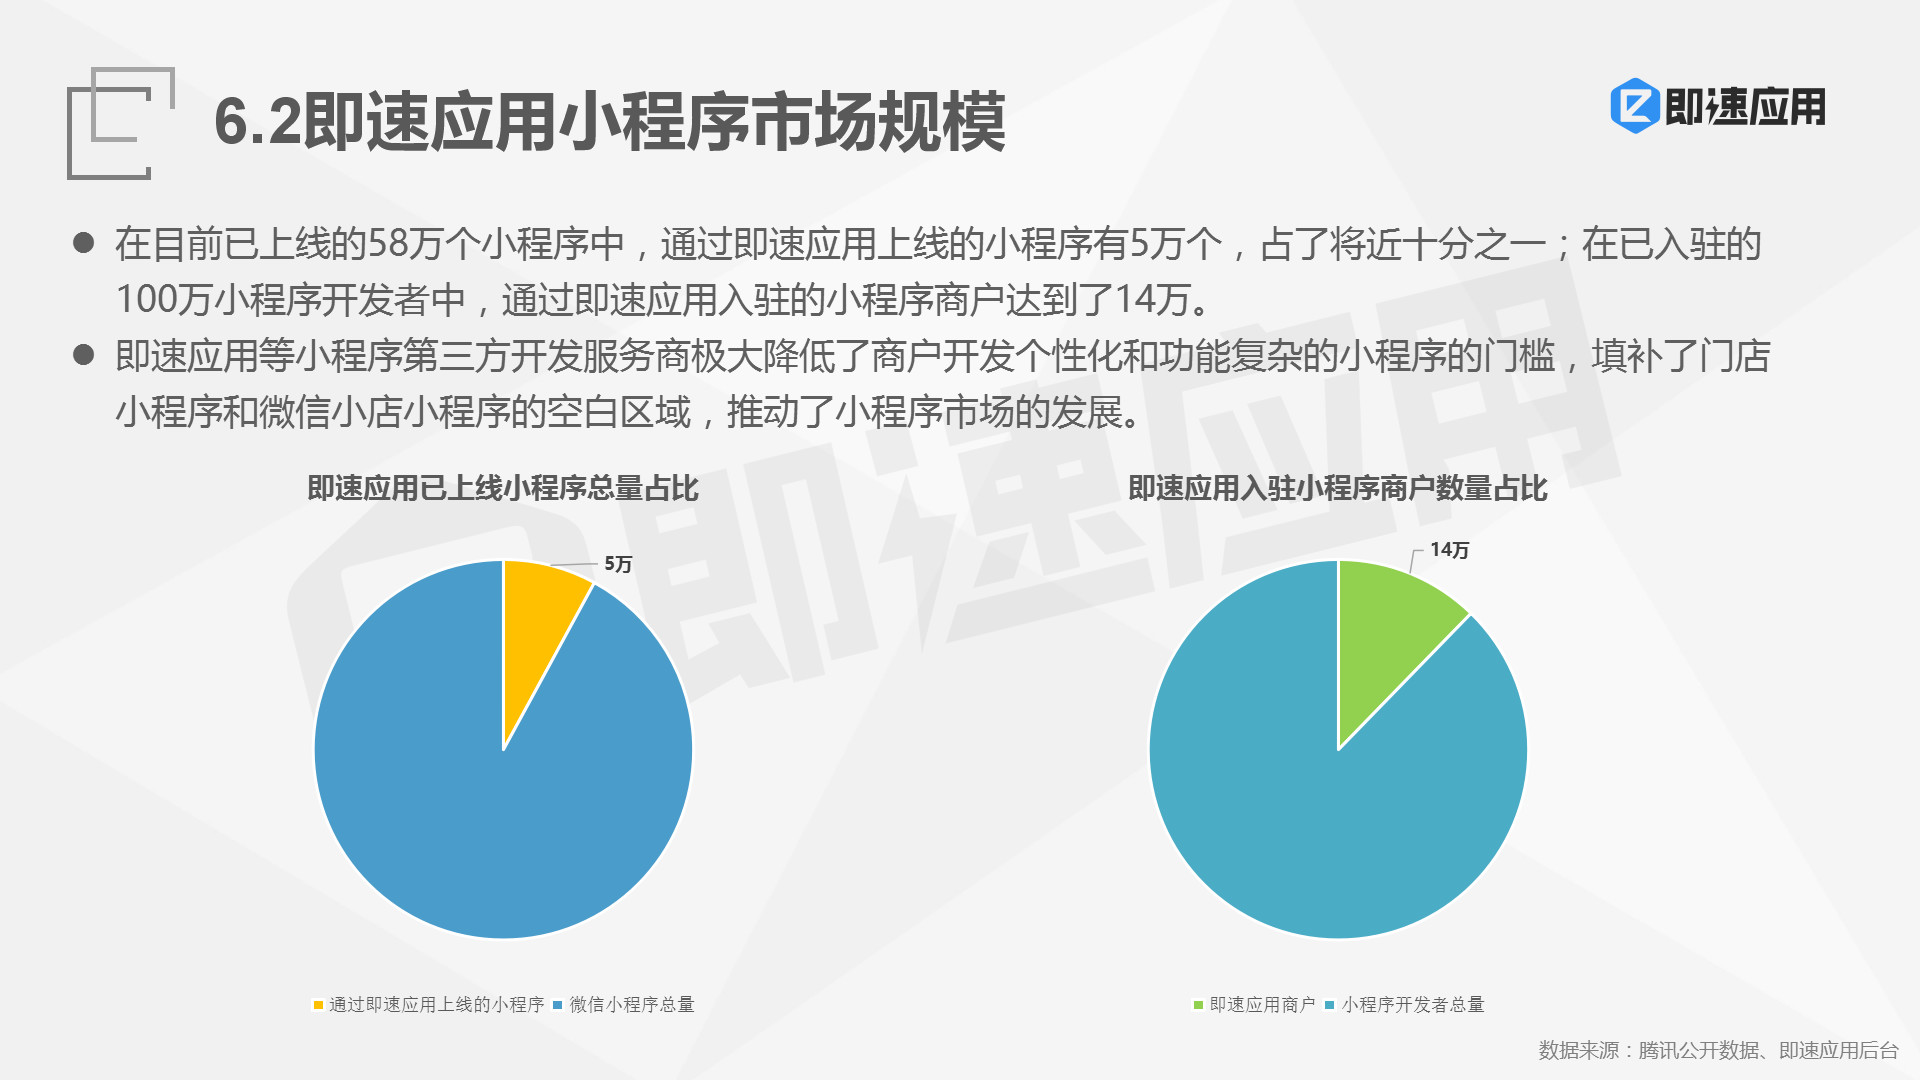 6.2即速应用小程序市场规模
即速应用
在目前已上线的58万个小程序中，通过即速应用上线的小程序有5万个，占了将近十分之一；在已入驻的
100万小程序开发者中，通过即速应用入驻的小程序商户达到了14万。
即速应用等小程序第三方开发服务商极大降低了商户开发个性化和功能复杂的小程序的门槛，填补了门店
小程序和微信小店小程序的空白区域，推动了小程序市场的发展。
即速应用
即速应用已上线小程序总量占比
5万
通过即速应用上线的小程序
微信小程序总量
即速应用入驻小程序商户数量占比
14万
即速应用商户
小程序开发者总量
数据来源：腾讯公开数据、即速应用后台